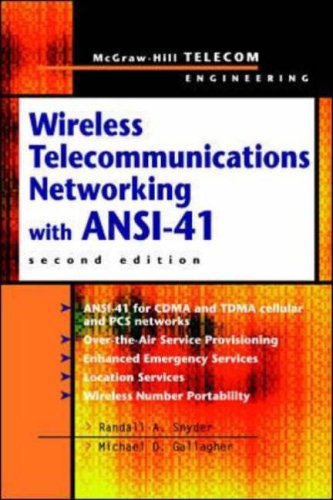 McGraw-Hill TELECOM
ENGINEERING
Wireless
Telecommunications
Networking
with ANSI-41
second edition
ANSI-41 for CDMA and TDMA cellular
and PCS networks
Over-the-Air Service Provisioning
Enhanced Emergency Services
Location Services
Wireless Number Portability
> Randall A. Snyder
> Michael D. Gallagher